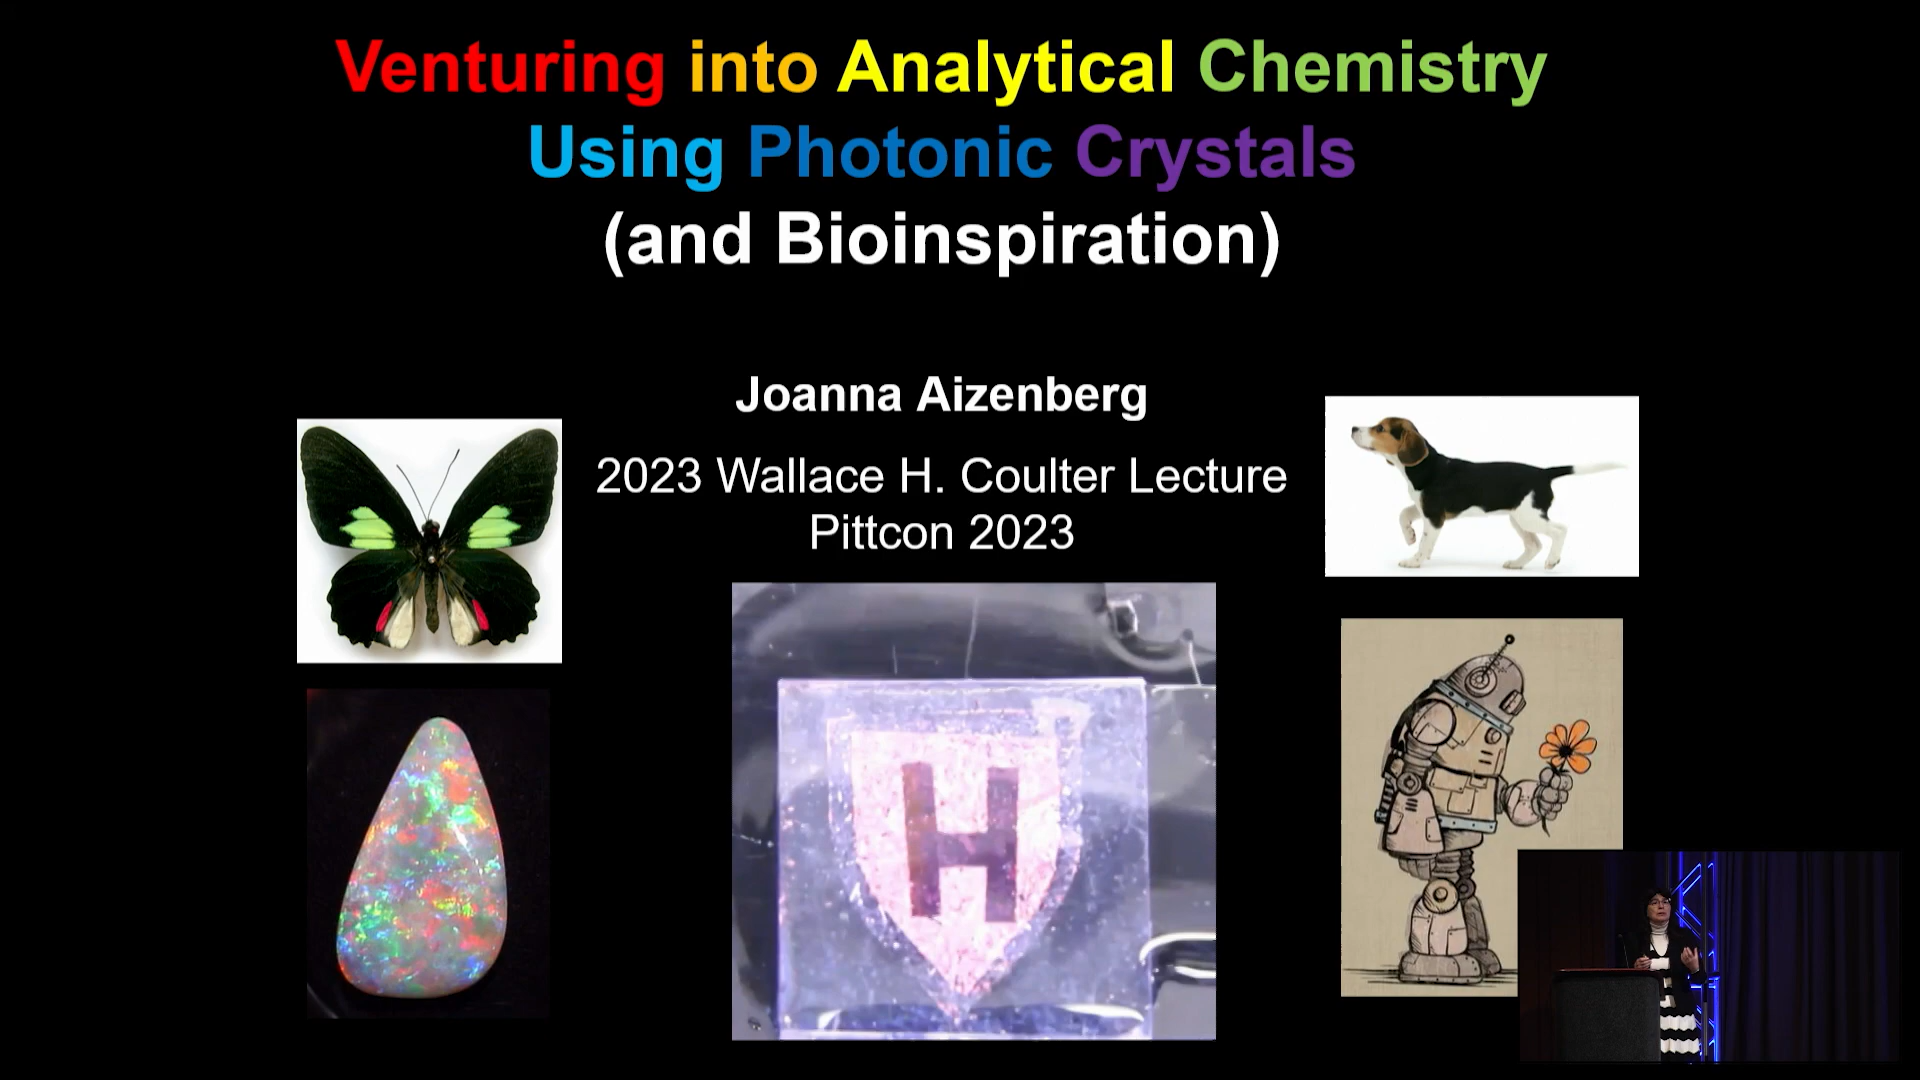 Venturing into Analytical Chemistry
Using Photonic Crystals
(and Bioinspiration)
Joanna Aizenberg
2023 Wallace H. Coulter Lecture
Pittcon 2023
H